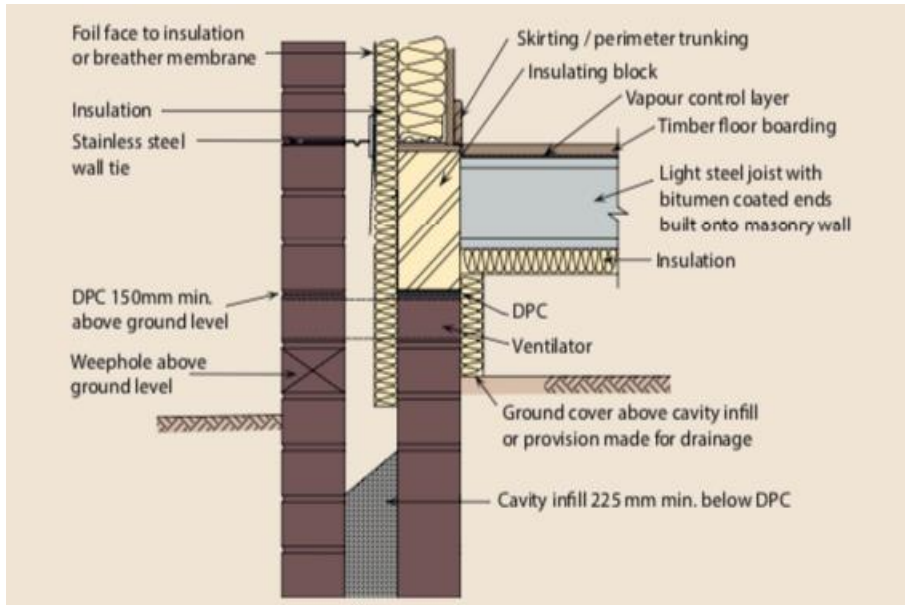 Foil face to insulation
or breather membrane
Insulation
Stainless steel
wall tie
DPC 150mm min.
above ground level
Weephole above
ground level
Skirting / perimeter trunking
Insulating block
Vapour control layer
Timber floor boarding
Light steel joist with
bitumen coated ends
built onto masonry wall
Insulation
DPC
Ventilator
Ground cover above cavity infill
or provision made for drainage
Cavity infill 225 mm min. below DPC